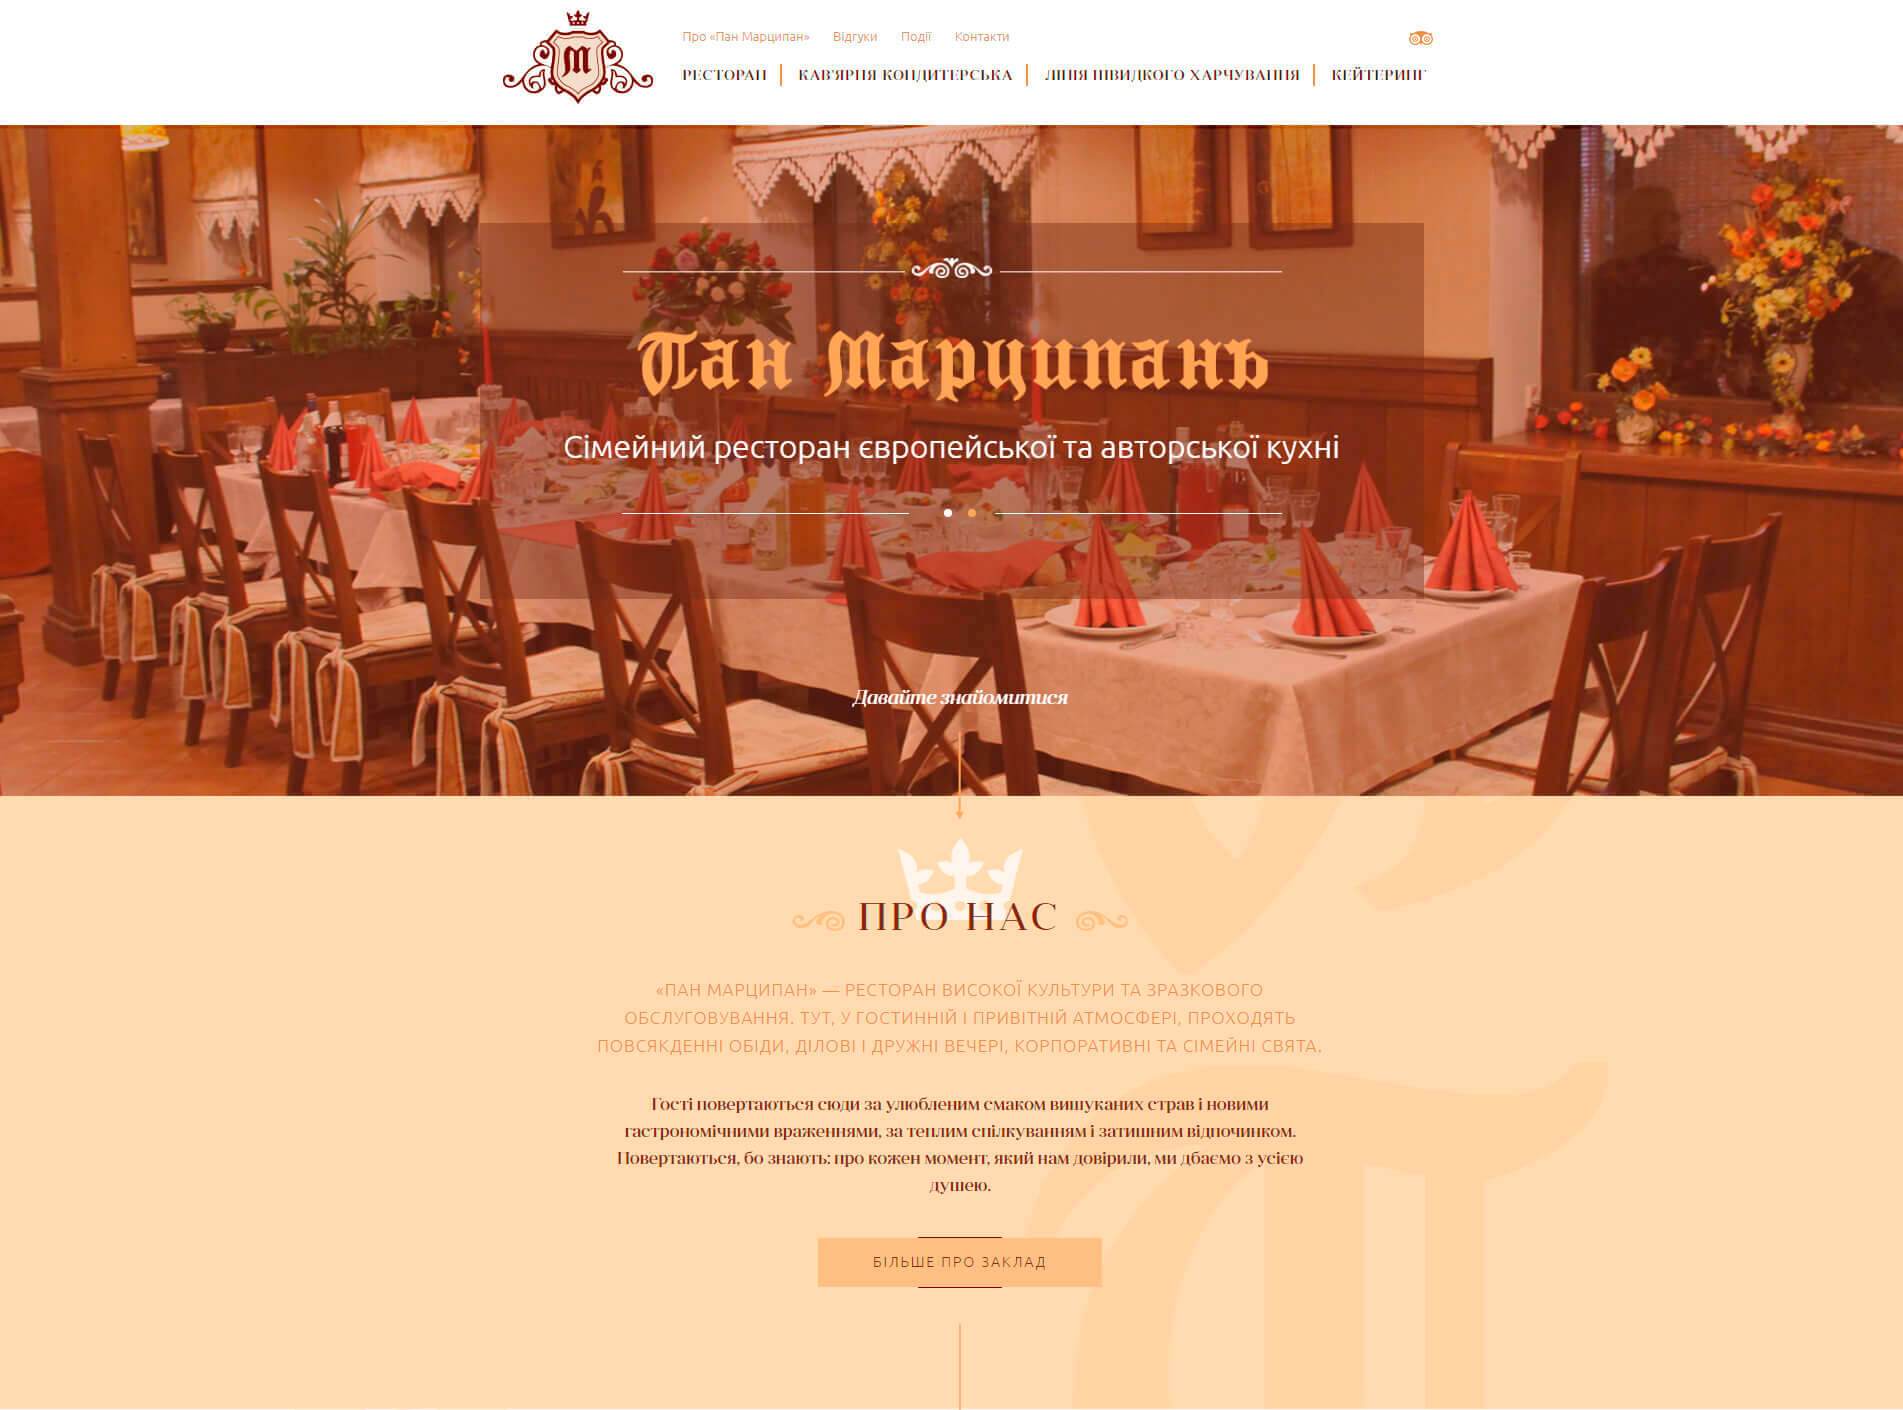 М
Про «Пан Марципан» Відгуки Події Контакти
РЕСТОРАН КАВ'ЯРНЯ КОНДИТЕРСЬКА ЛІНІЯ ШВИДКОГО ХАРЧУВАННЯ КЕЙТЕРИНГ
Пан Марципанъ
Сімейний ресторан європейської та авторської кухні
Давайте знайомитися
ПРО НАС
«ПАН МАРЦИПАН» — РЕСТОРАН ВИСОКОЇ КУЛЬТУРИ ТА ЗРАЗКОВОГО
ОБСЛУГОВУВАННЯ. ТУТ, У ГОСТИННІЙ І ПРИВІТНІЙ АТМОСФЕРІ, ПРОХОДЯТЬ
ПОВСЯКДЕННІ ОБІДИ, ДІЛОВІ І ДРУЖНІ ВЕЧЕРІ, КОРПОРАТИВНІ ТА СІМЕЙНІ СВЯТА.
Гості повертаються сюди за улюбленим смаком вишуканих страв і новими
гастрономічними враженнями, за теплим спілкуванням і затишним відпочинком.
Повертаються, бо знають: про кожен момент, який нам довірили, ми дбаємо з усією
душею.
БІЛЬШЕ ПРО ЗАКЛАД